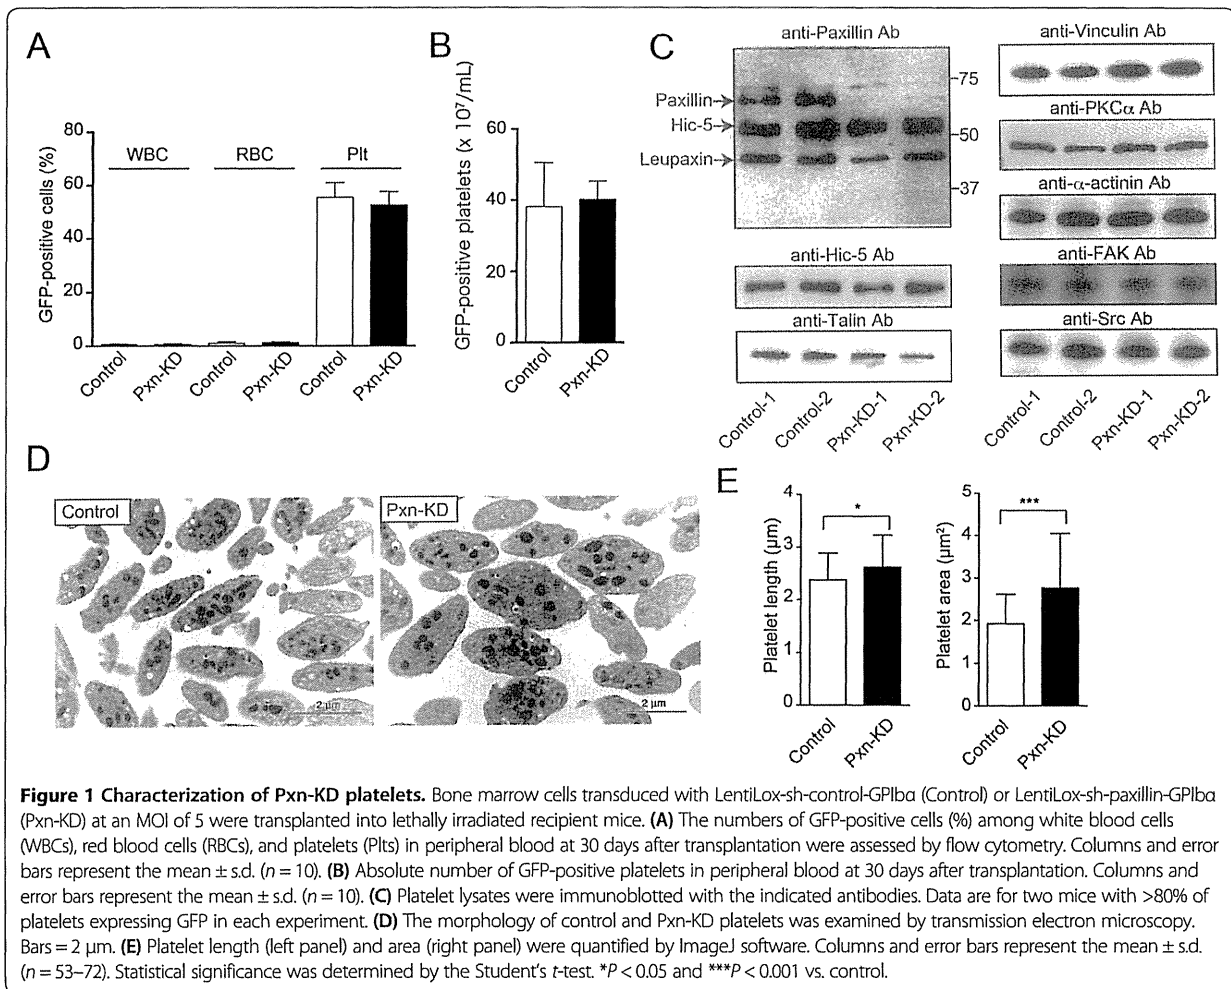 A
GFP-positive cells (%)
80
60
40
20
0
WBC
RBC
Plt
Control
Pxn-KD
Control
Pxn-KD
Control
Pxn-KD
B
GFP-positive platelets (x 10⁷/mL)
60
40
20
0
Control
Pxn-KD
C
anti-Paxillin Ab
Paxillin
Hic-5
Leupaxin
75
50
37
anti-Hic-5 Ab
anti-Talin Ab
Control-1
Control-2
Pxn-KD-1
Pxn-KD-2
anti-Vinculin Ab
anti-PKCα Ab
anti-α-actinin Ab
anti-FAK Ab
anti-Src Ab
Control-1
Control-2
Pxn-KD-1
Pxn-KD-2
D
Control
2 μm
Pxn-KD
2 μm
E
Platelet length (μm)
4
3
2
1
0
*
Control
Pxn-KD
Platelet area (μm²)
5
4
3
2
1
0
***
Control
Pxn-KD
Figure 1 Characterization of Pxn-KD platelets. Bone marrow cells transduced with LentiLox-sh-control-GPIbα (Control) or LentiLox-sh-paxillin-GPIbα
(Pxn-KD) at an MOI of 5 were transplanted into lethally irradiated recipient mice. (A) The numbers of GFP-positive cells (%) among white blood cells
(WBCs), red blood cells (RBCs), and platelets (Plts) in peripheral blood at 30 days after transplantation were assessed by flow cytometry. Columns and error
bars represent the mean ± s.d. (n = 10). (B) Absolute number of GFP-positive platelets in peripheral blood at 30 days after transplantation. Columns and
error bars represent the mean ± s.d. (n = 10). (C) Platelet lysates were immunoblotted with the indicated antibodies. Data are for two mice with >80% of
platelets expressing GFP in each experiment. (D) The morphology of control and Pxn-KD platelets was examined by transmission electron microscopy.
Bars = 2 μm. (E) Platelet length (left panel) and area (right panel) were quantified by ImageJ software. Columns and error bars represent the mean ± s.d.
(n = 53–72). Statistical significance was determined by the Student's t-test. *P < 0.05 and ***P < 0.001 vs. control.